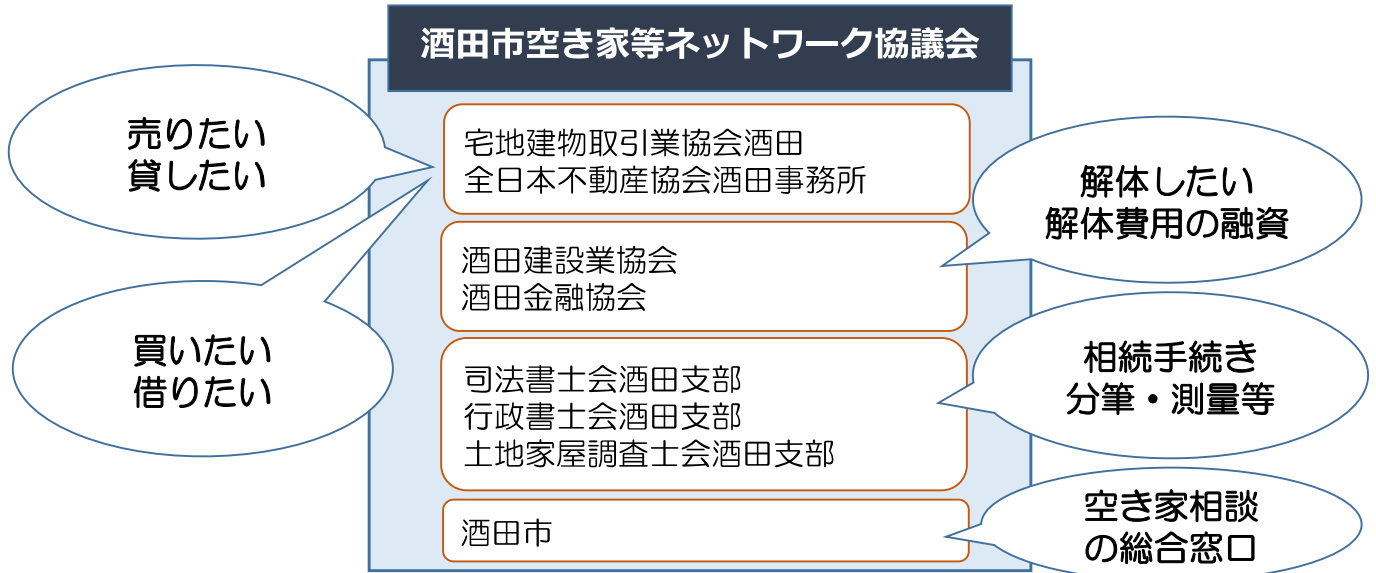 酒田市空き家等ネットワーク協議会
売りたい
貸したい
買いたい
借りたい
宅地建物取引業協会酒田
全日本不動産協会酒田事務所
酒田建設業協会
酒田金融協会
司法書士会酒田支部
行政書士会酒田支部
土地家屋調査士会酒田支部
酒田市
解体したい
解体費用の融資
相続手続き
分筆・測量等
空き家相談
の総合窓口